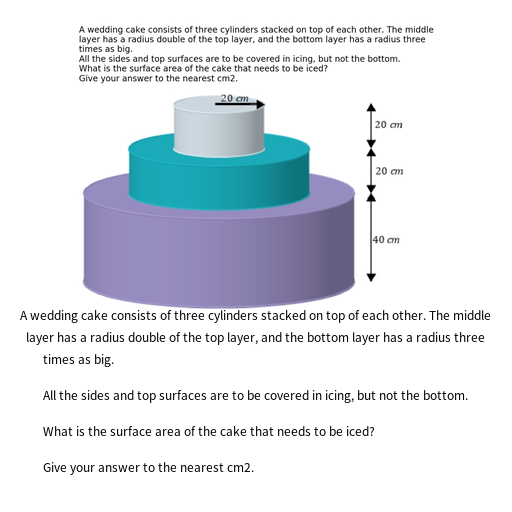 A wedding cake consists of three cylinders stacked on top of each other. The middle
layer has a radius double of the top layer, and the bottom layer has a radius three
times as big.
All the sides and top surfaces are to be covered in icing, but not the bottom.
What is the surface area of the cake that needs to be iced?
Give your answer to the nearest cm2.
20 cm
20 cm
20 cm
40 cm
A wedding cake consists of three cylinders stacked on top of each other. The middle
layer has a radius double of the top layer, and the bottom layer has a radius three
times as big.
All the sides and top surfaces are to be covered in icing, but not the bottom.
What is the surface area of the cake that needs to be iced?
Give your answer to the nearest cm2.